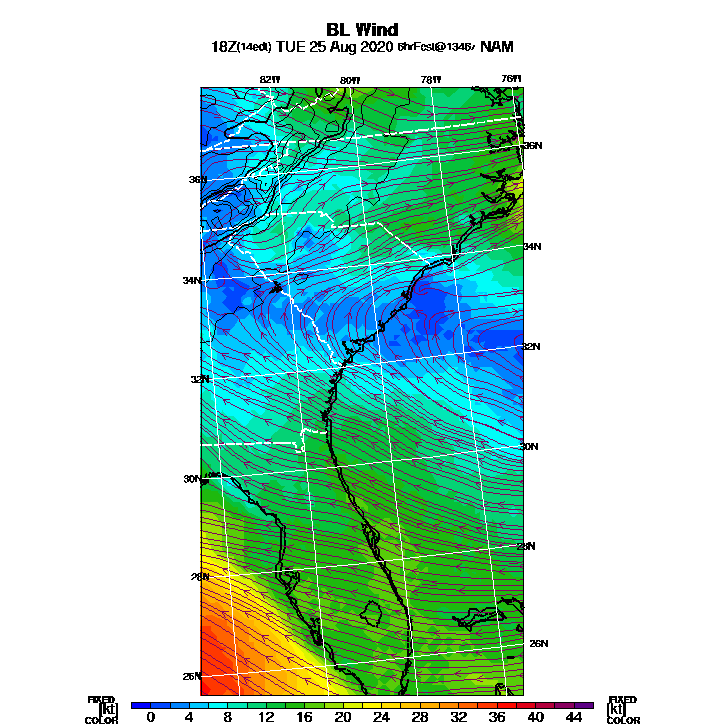 BL Wind
18Z(14edt) TUE 25 Aug 2020 6hrFcst@1346z NAM
82W 80W 78W 76W
36N
36N
34N
34N
32N
32N
30N
30N
28N
28N
26N
26N
FIXED FIXED
[kt] 0 4 8 12 16 20 24 28 32 36 40 44 [kt]
COLOR COLOR